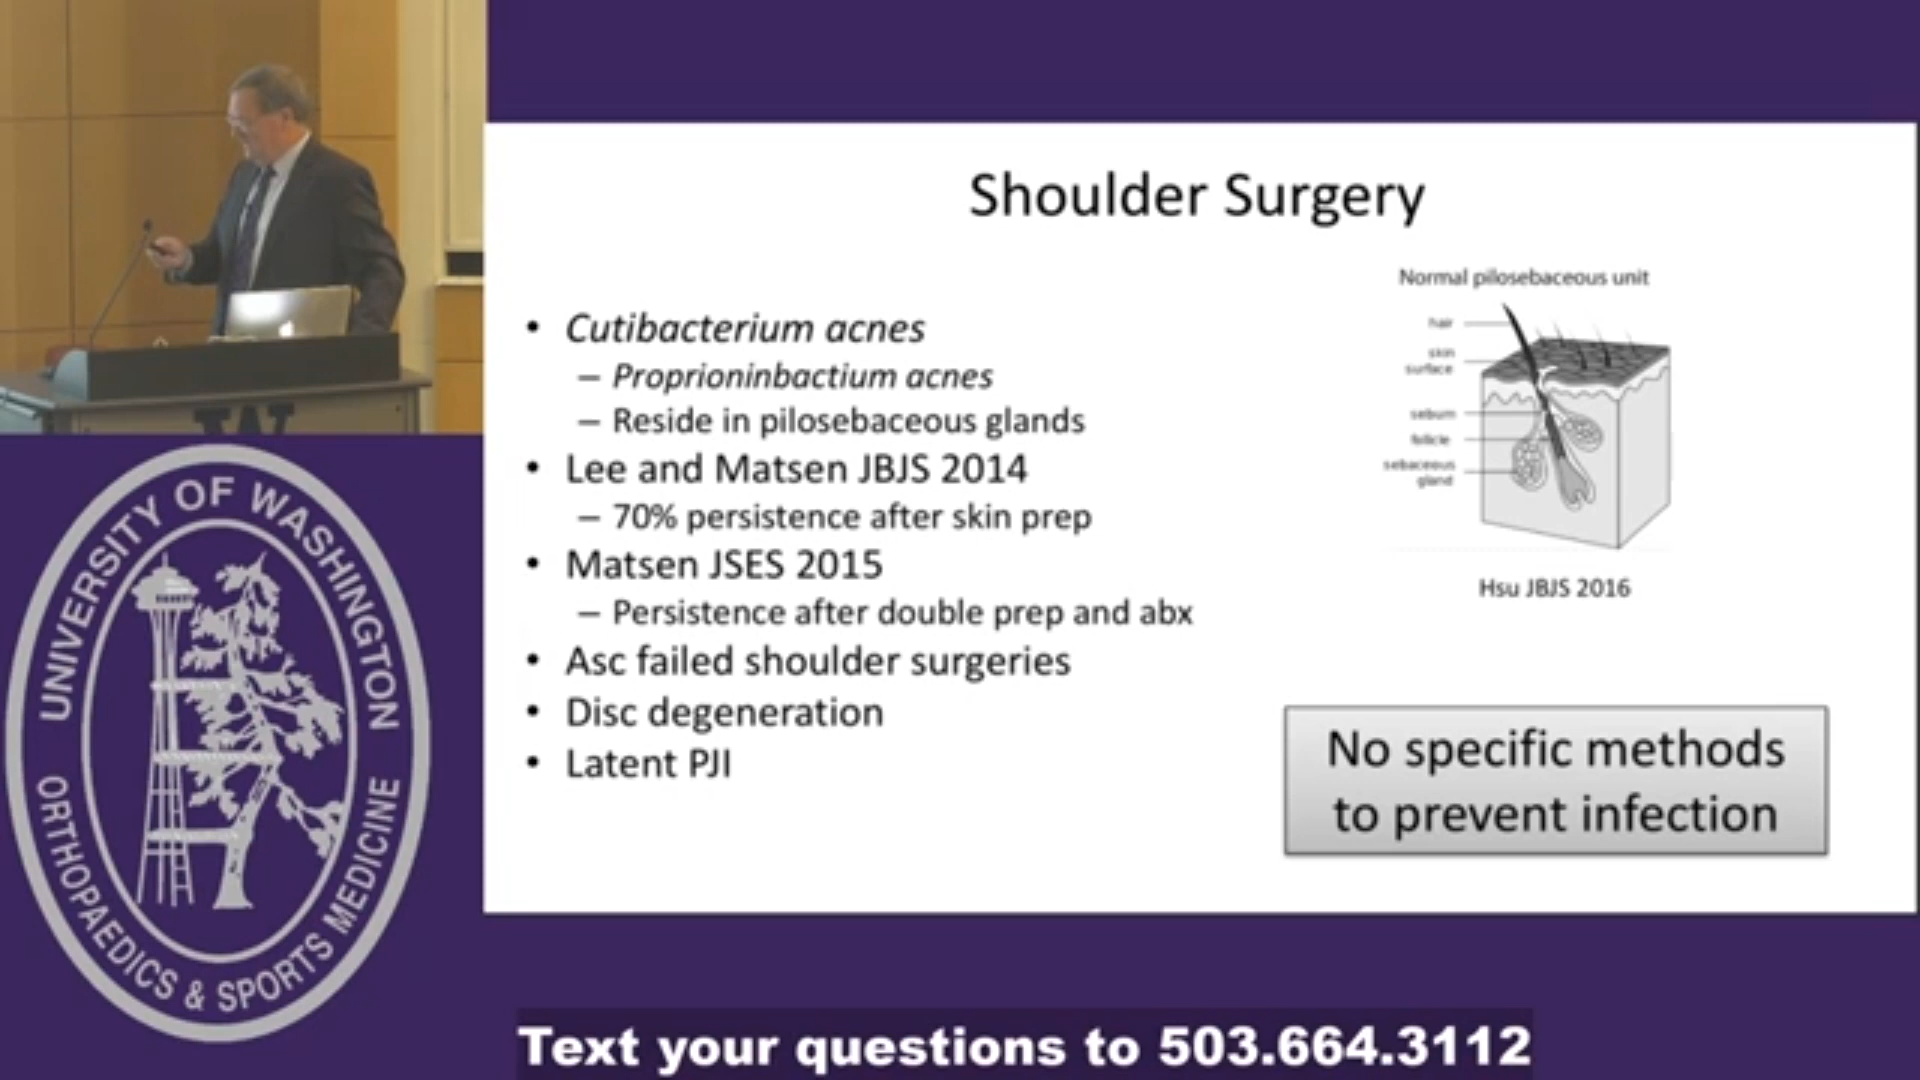 Shoulder Surgery
Normal pilosebaceous unit
hair
skin
surface
sebum
follicle
sebaceous
gland
Hsu JBJS 2016
• Cutibacterium acnes
– Proprioninbactium acnes
– Reside in pilosebaceous glands
• Lee and Matsen JBJS 2014
– 70% persistence after skin prep
• Matsen JSES 2015
– Persistence after double prep and abx
• Asc failed shoulder surgeries
• Disc degeneration
• Latent PJI
No specific methods
to prevent infection
UNIVERSITY OF WASHINGTON
ORTHOPAEDICS & SPORTS MEDICINE
Text your questions to 503.664.3112